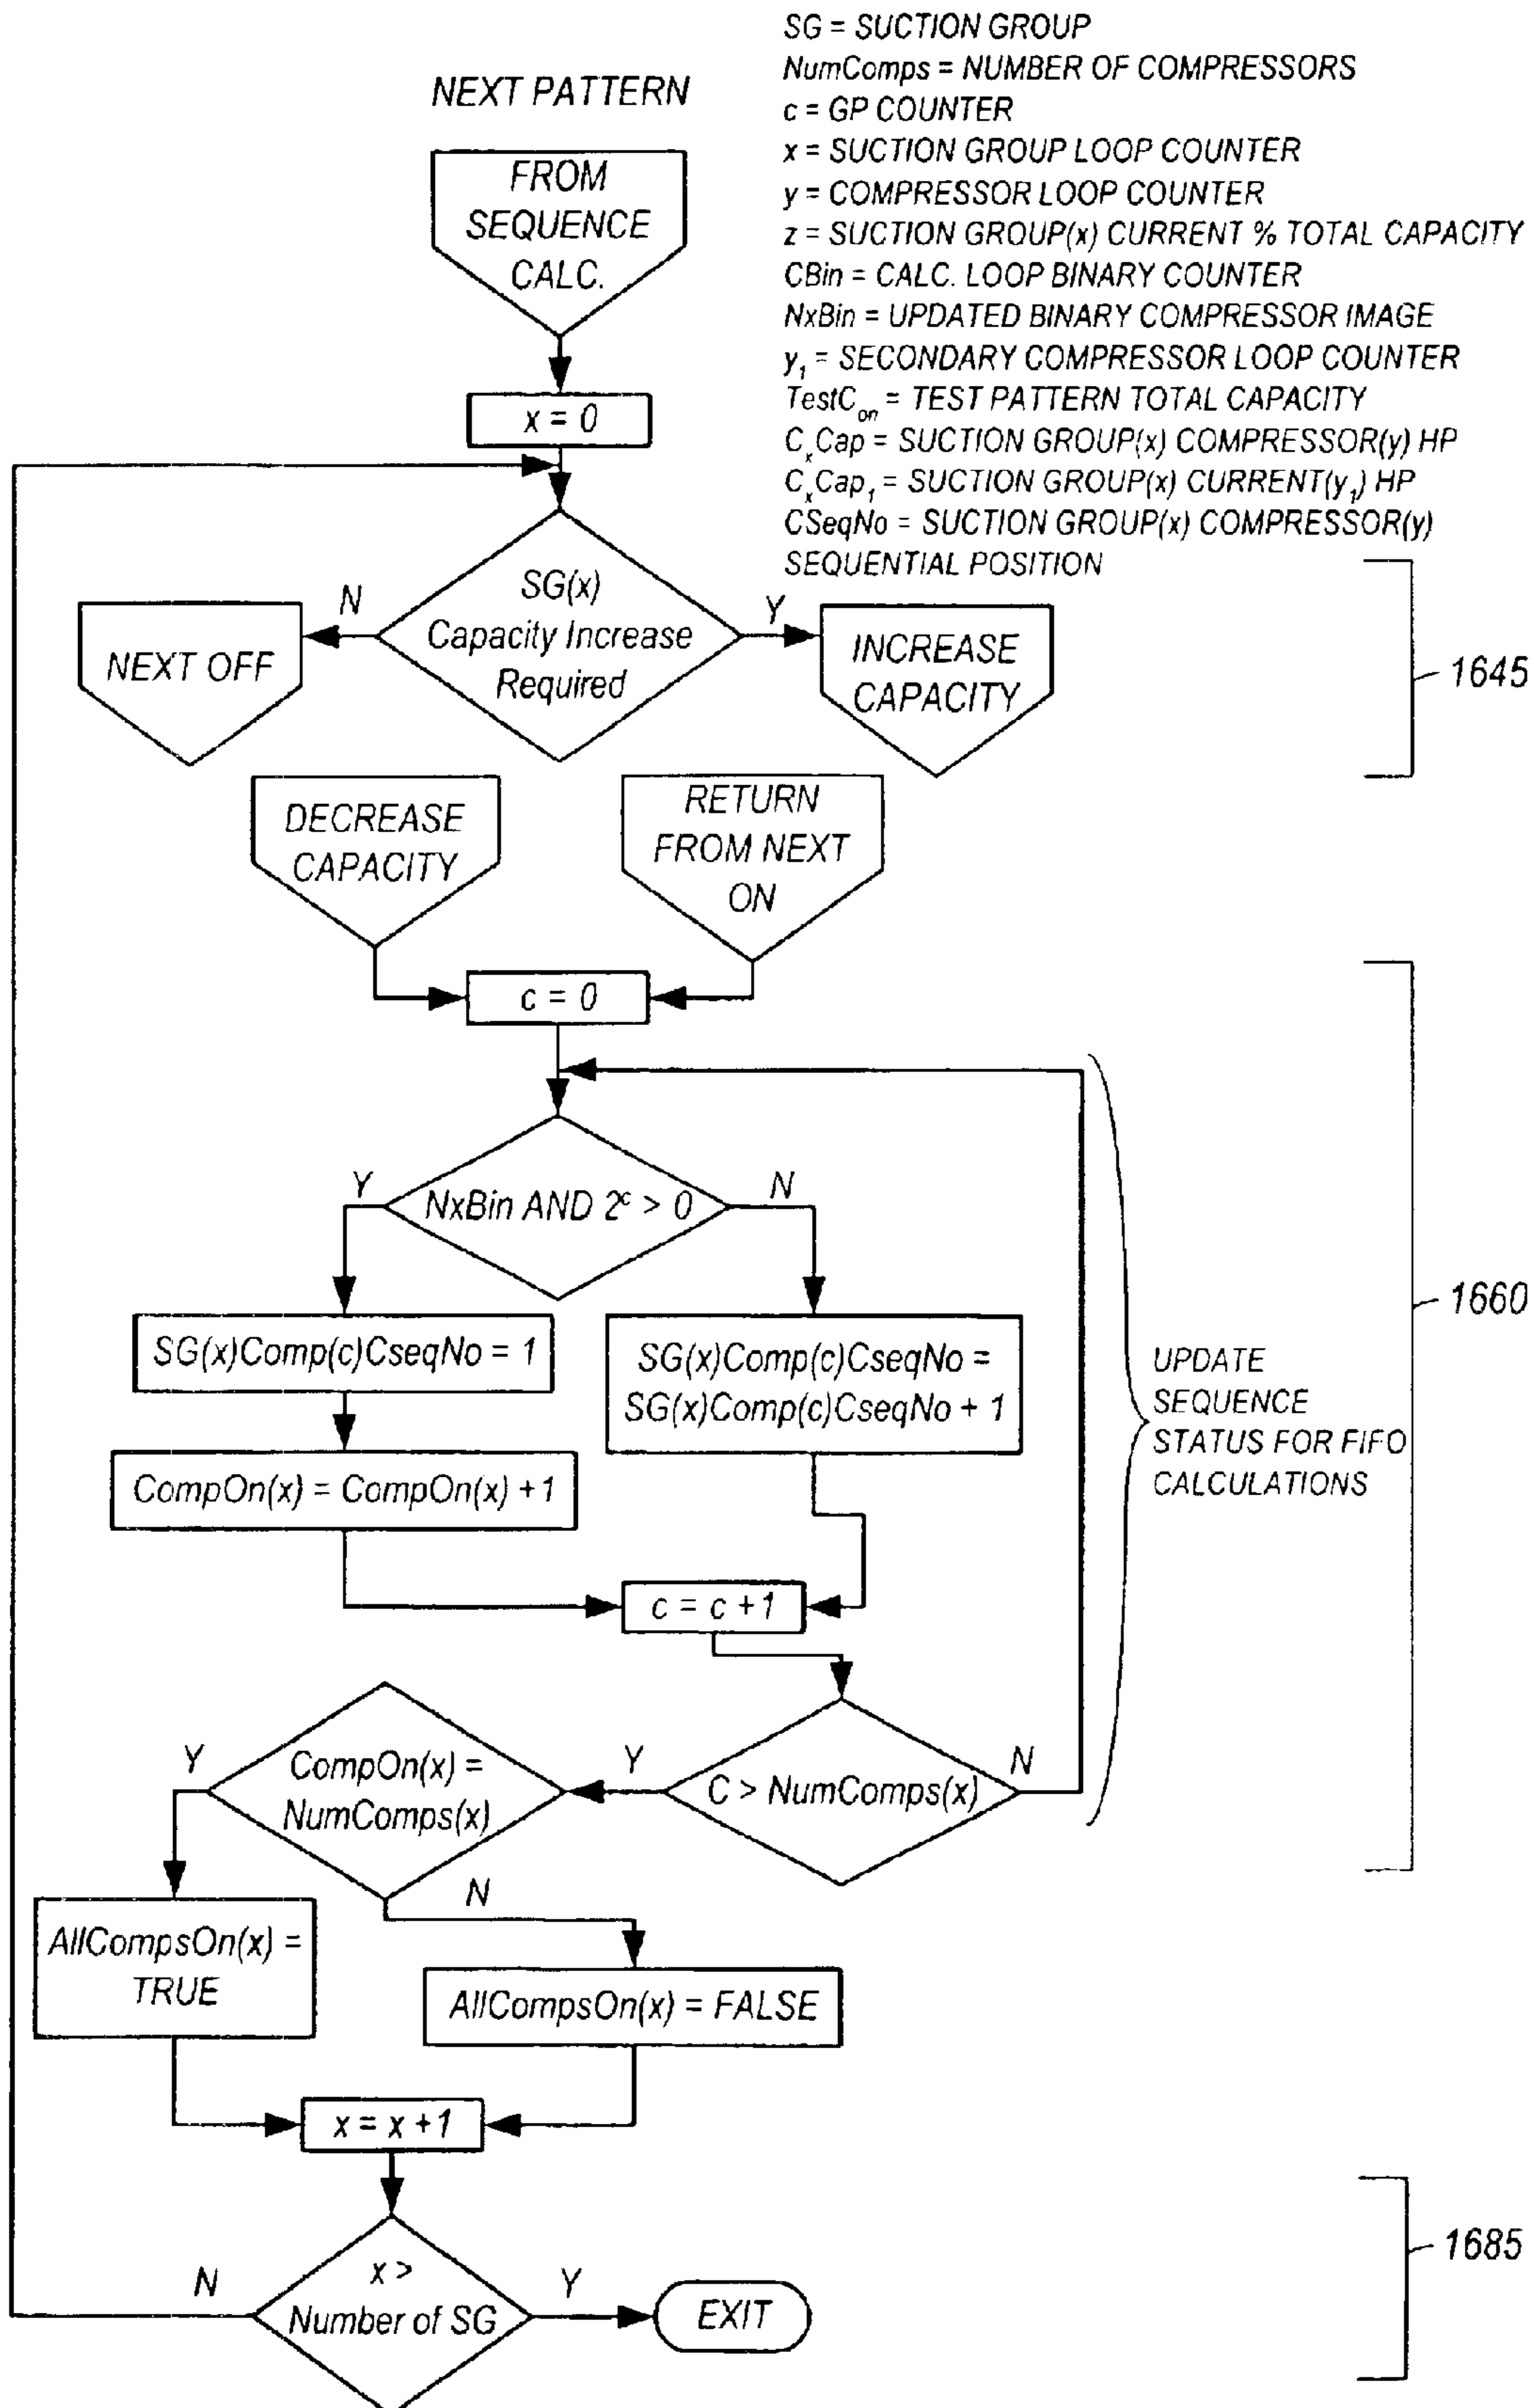 SG = SUCTION GROUP
NumComps = NUMBER OF COMPRESSORS
c = GP COUNTER
x = SUCTION GROUP LOOP COUNTER
y = COMPRESSOR LOOP COUNTER
z = SUCTION GROUP(x) CURRENT % TOTAL CAPACITY
CBin = CALC. LOOP BINARY COUNTER
NxBin = UPDATED BINARY COMPRESSOR IMAGE
y₁ = SECONDARY COMPRESSOR LOOP COUNTER
TestCon = TEST PATTERN TOTAL CAPACITY
CₓCap = SUCTION GROUP(x) COMPRESSOR(y) HP
CₓCap₁ = SUCTION GROUP(x) CURRENT(y₁) HP
CSeqNo = SUCTION GROUP(x) COMPRESSOR(y)
SEQUENTIAL POSITION
NEXT PATTERN
FROM
SEQUENCE
CALC.
x = 0
SG(x)
Capacity Increase
Required
N
Y
NEXT OFF
INCREASE
CAPACITY
1645
DECREASE
CAPACITY
RETURN
FROM NEXT
ON
c = 0
NxBin AND 2ᶜ > 0
Y
N
SG(x)Comp(c)CseqNo = 1
SG(x)Comp(c)CseqNo =
SG(x)Comp(c)CseqNo + 1
CompOn(x) = CompOn(x) +1
UPDATE
SEQUENCE
STATUS FOR FIFO
CALCULATIONS
1660
c = c +1
C > NumComps(x)
Y
N
CompOn(x) =
NumComps(x)
Y
N
AllCompsOn(x) =
TRUE
AllCompsOn(x) = FALSE
x = x +1
x >
Number of SG
N
Y
EXIT
1685